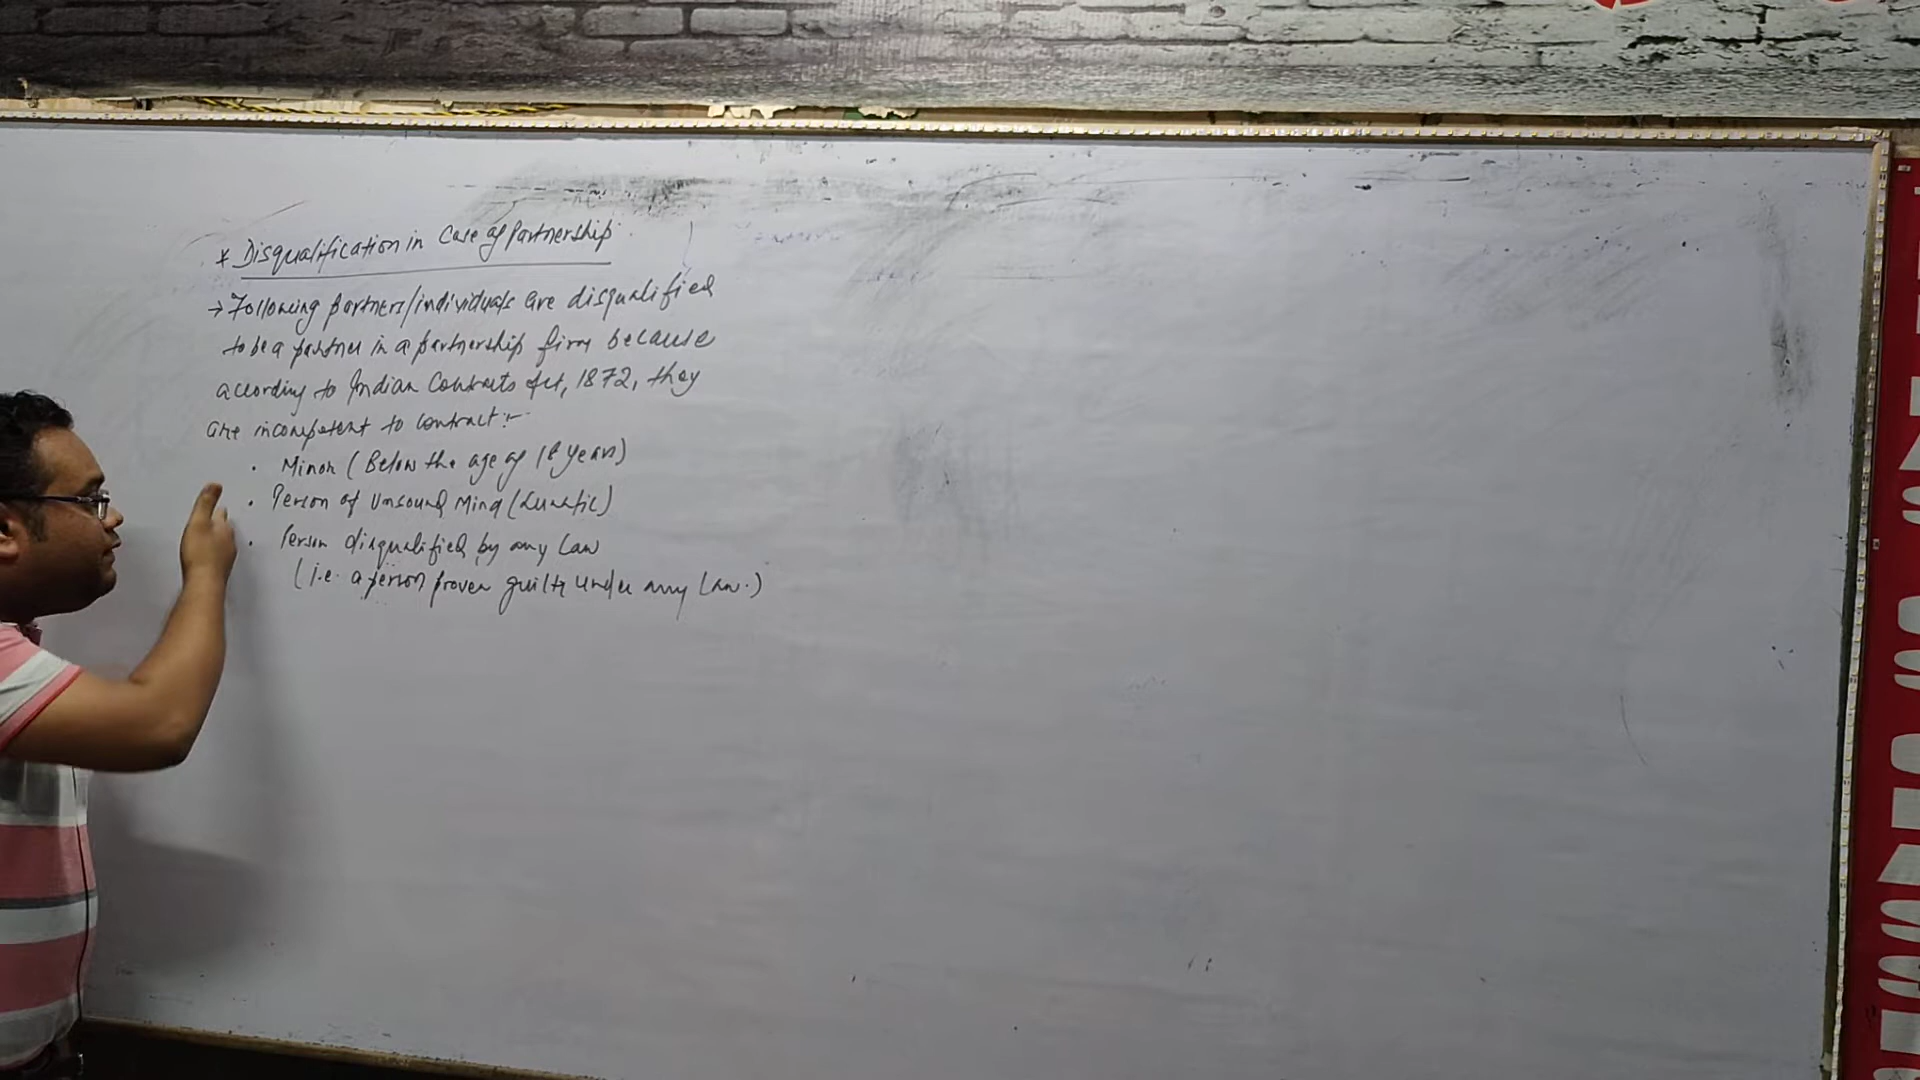 * Disqualification in Case of Partnership
→ Following partners/individuals are disqualified
to be a partner in a partnership firm because
according to Indian Contracts Act, 1872, they
are incompetent to contract:-
• Minor (Below the age of 18 years)
• Person of Unsound Mind (Lunatic)
• Person disqualified by any Law
(i.e. a person proven guilty under any Law.)